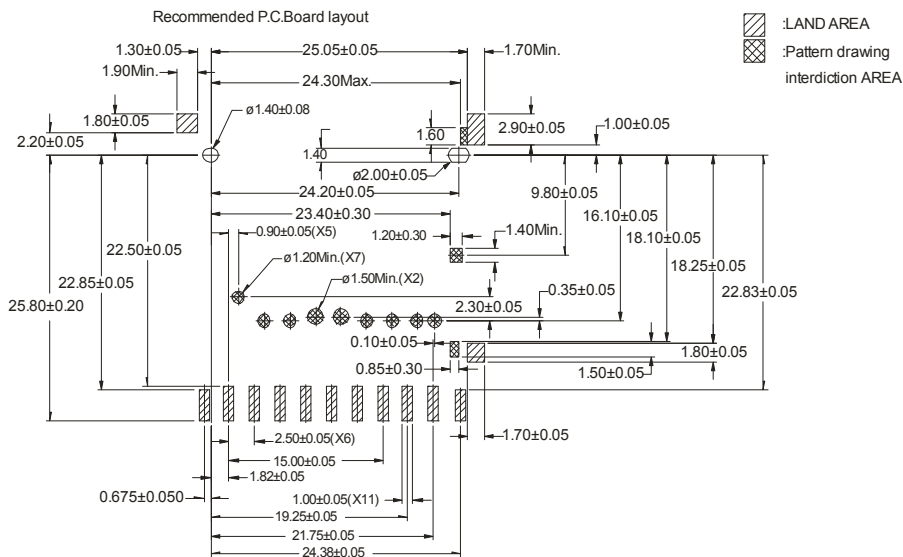 Recommended P.C.Board layout
:LAND AREA
:Pattern drawing
interdiction AREA
1.30±0.05
25.05±0.05
1.70Min.
1.90Min.
24.30Max.
ø1.40±0.08
1.80±0.05
1.60
2.90±0.05
1.00±0.05
2.20±0.05
1.40
ø2.00±0.05
24.20±0.05
9.80±0.05
23.40±0.30
16.10±0.05
0.90±0.05(X5)
1.20±0.30
1.40Min.
18.10±0.05
22.50±0.05
ø1.20Min.(X7)
18.25±0.05
22.85±0.05
ø1.50Min.(X2)
22.83±0.05
25.80±0.20
2.30±0.05
0.35±0.05
0.10±0.05
1.80±0.05
0.85±0.30
1.50±0.05
1.70±0.05
2.50±0.05(X6)
15.00±0.05
1.82±0.05
0.675±0.050
1.00±0.05(X11)
19.25±0.05
21.75±0.05
24.38±0.05